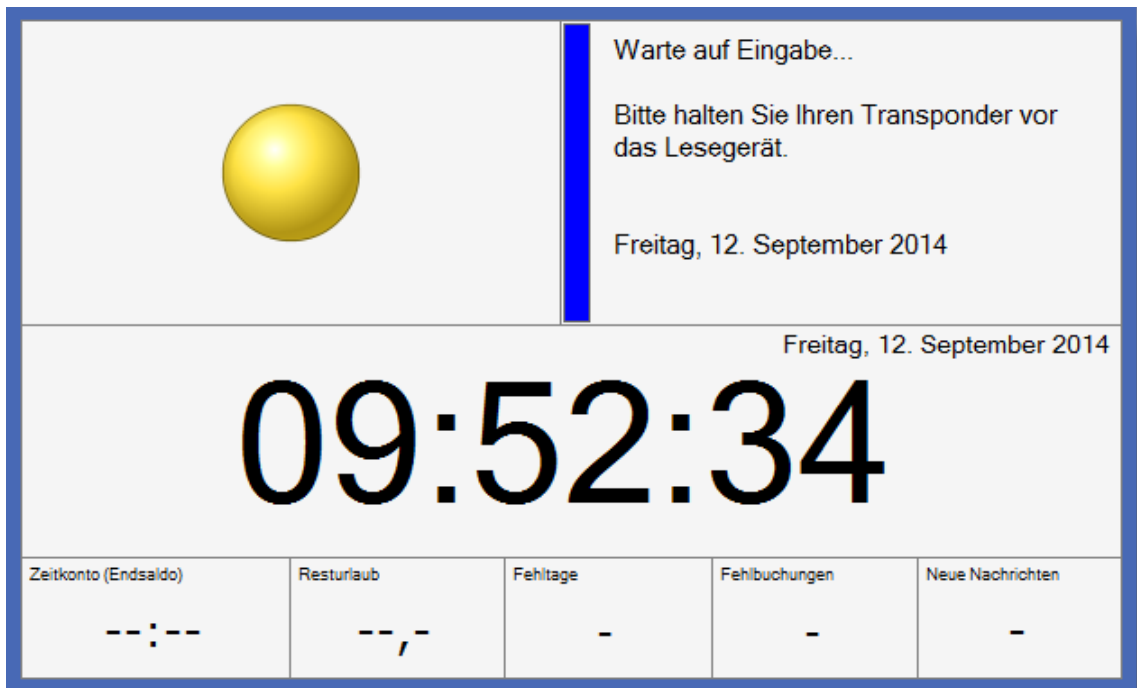 Warte auf Eingabe...
Bitte halten Sie Ihren Transponder vor
das Lesegerät.
Freitag, 12. September 2014
Freitag, 12. September 2014
09:52:34
Zeitkonto (Endsaldo)
--:--
Resturlaub
--,-
Fehltage
-
Fehlbuchungen
-
Neue Nachrichten
-